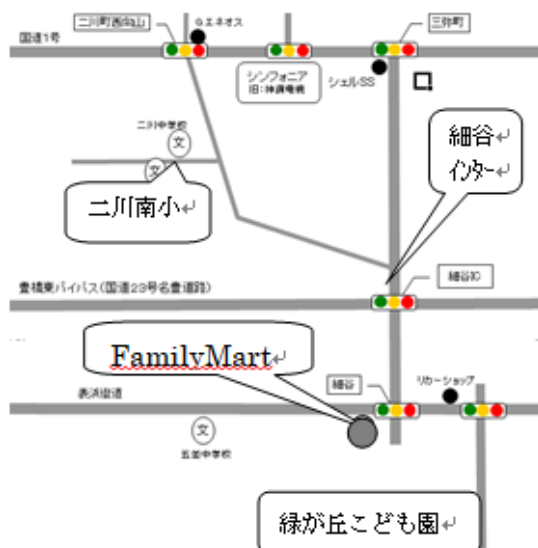 二川町西向山
Gエネオス
三弥町
国道1号
シンフォニア
旧:神鋼電機
シェルSS
二川中学校
文
文
細谷
インター
二川南小
細谷IC
豊橋東バイパス(国道23号名豊道路)
FamilyMart
細谷
リカーショップ
表浜街道
文
五並中学校
緑が丘こども園